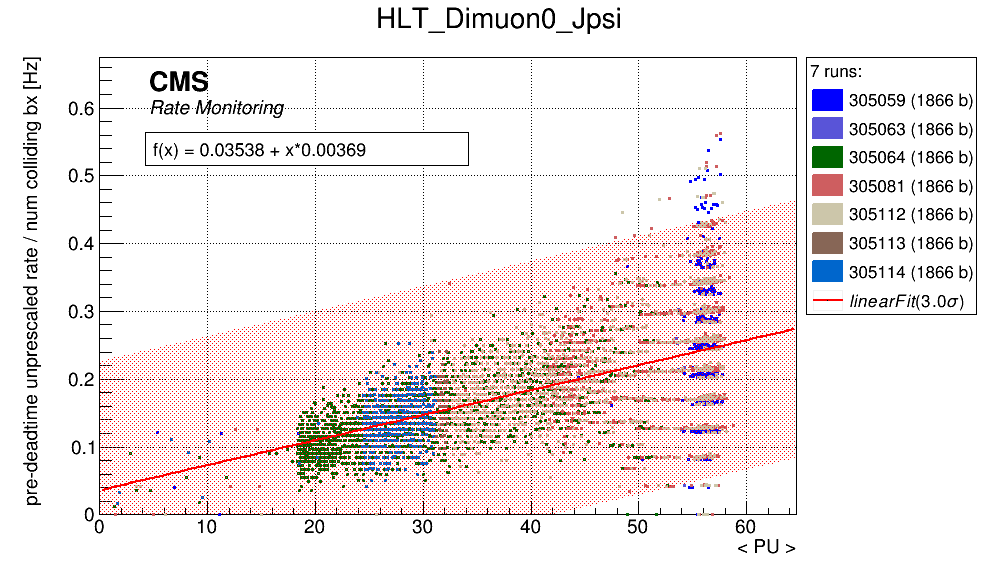 HLT_Dimuon0_Jpsi
pre-deadtime unprescaled rate / num colliding bx [Hz]
CMS
Rate Monitoring
f(x) = 0.03538 + x*0.00369
0.6
0.5
0.4
0.3
0.2
0.1
0
0 10 20 30 40 50 60
< PU >
7 runs:
305059 (1866 b)
305063 (1866 b)
305064 (1866 b)
305081 (1866 b)
305112 (1866 b)
305113 (1866 b)
305114 (1866 b)
linearFit(3.0σ)